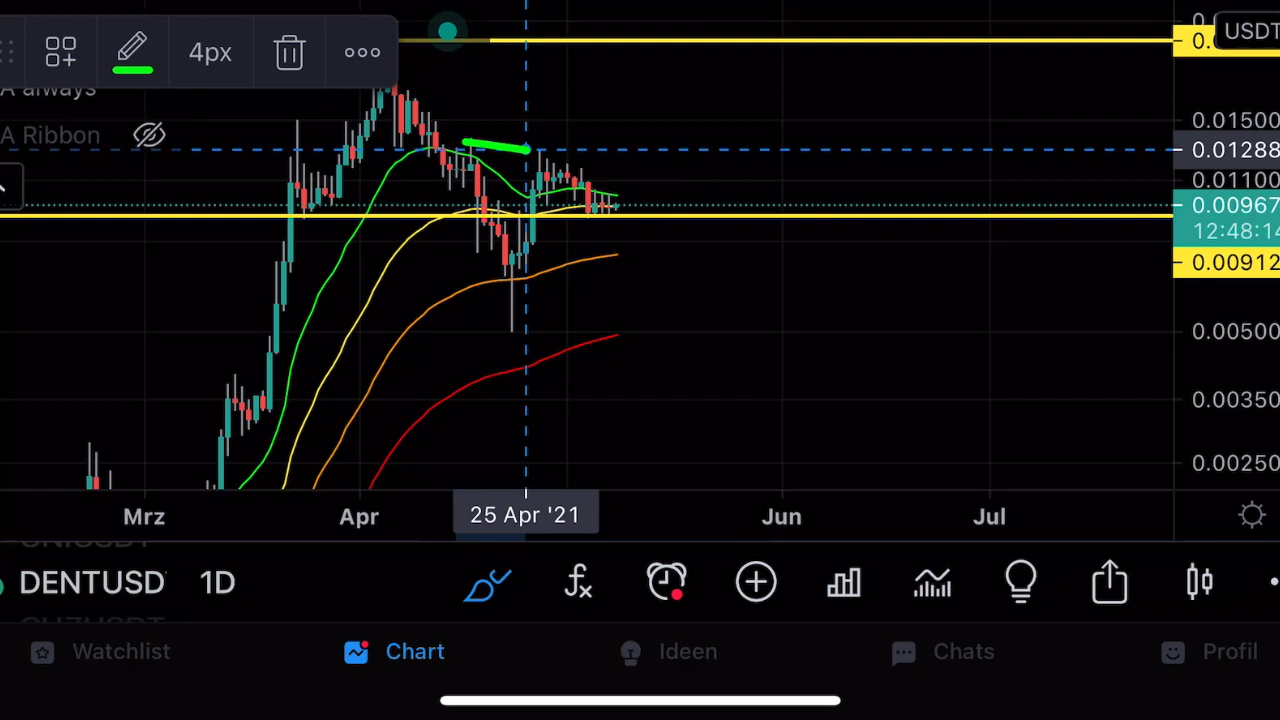 USDT
0.
4px
A always
0.01500
A Ribbon
0.01288
0.01100
0.00967
12:48:14
0.00912
0.00500
0.00350
0.00250
Mrz
Apr
25 Apr '21
Jun
Jul
DENTUSD
1D
Watchlist
Chart
Ideen
Chats
Profil